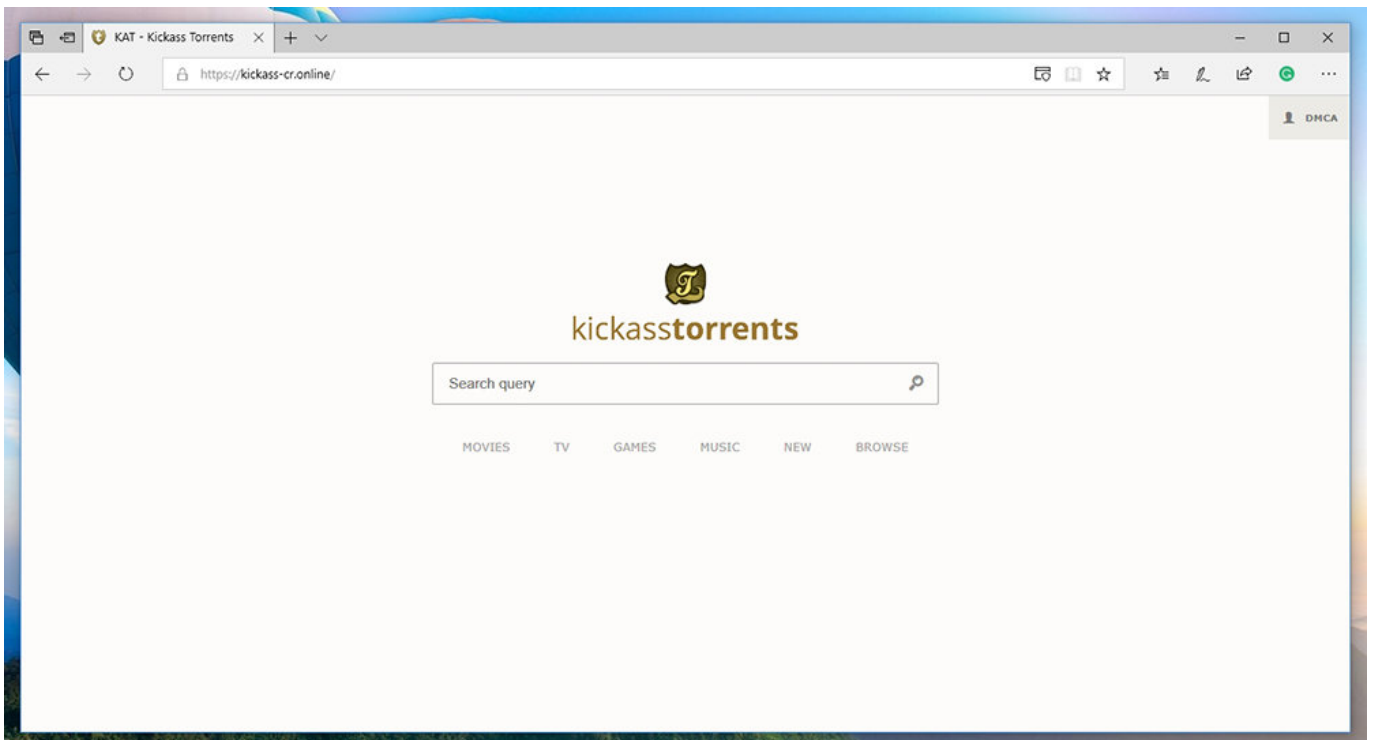 KAT - Kickass Torrents
https://kickass-cr.online/
DMCA
kickasstorrents
Search query
MOVIES TV GAMES MUSIC NEW BROWSE